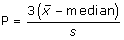 P = 3(x̅ − median) / s